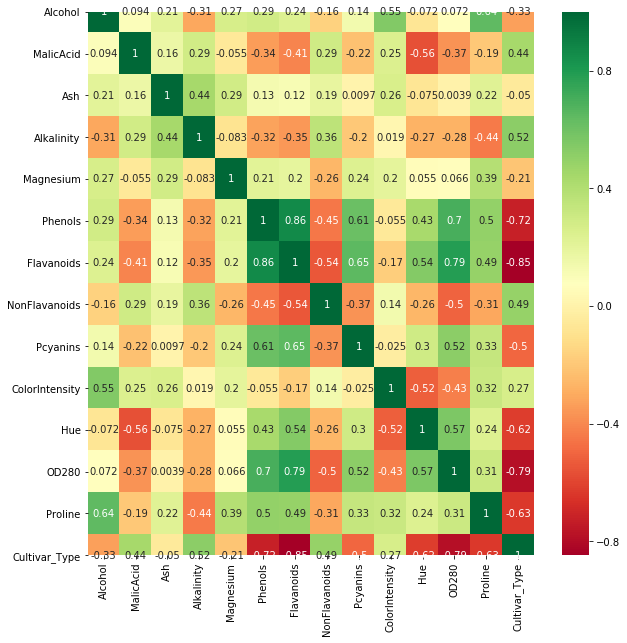 Alcohol 1 0.094 0.21 -0.31 0.27 0.29 0.24 -0.16 0.14 0.55 -0.072 0.072 0.64 -0.33
MalicAcid 0.094 1 0.16 0.29 -0.055 -0.34 -0.41 0.29 -0.22 0.25 -0.56 -0.37 -0.19 0.44
Ash 0.21 0.16 1 0.44 0.29 0.13 0.12 0.19 0.0097 0.26 -0.075 0.0039 0.22 -0.05
Alkalinity -0.31 0.29 0.44 1 -0.083 -0.32 -0.35 0.36 -0.2 0.019 -0.27 -0.28 -0.44 0.52
Magnesium 0.27 -0.055 0.29 -0.083 1 0.21 0.2 -0.26 0.24 0.2 0.055 0.066 0.39 -0.21
Phenols 0.29 -0.34 0.13 -0.32 0.21 1 0.86 -0.45 0.61 -0.055 0.43 0.7 0.5 -0.72
Flavanoids 0.24 -0.41 0.12 -0.35 0.2 0.86 1 -0.54 0.65 -0.17 0.54 0.79 0.49 -0.85
NonFlavanoids -0.16 0.29 0.19 0.36 -0.26 -0.45 -0.54 1 -0.37 0.14 -0.26 -0.5 -0.31 0.49
Pcyanins 0.14 -0.22 0.0097 -0.2 0.24 0.61 0.65 -0.37 1 -0.025 0.3 0.52 0.33 -0.5
ColorIntensity 0.55 0.25 0.26 0.019 0.2 -0.055 -0.17 0.14 -0.025 1 -0.52 -0.43 0.32 0.27
Hue -0.072 -0.56 -0.075 -0.27 0.055 0.43 0.54 -0.26 0.3 -0.52 1 0.57 0.24 -0.62
OD280 0.072 -0.37 0.0039 -0.28 0.066 0.7 0.79 -0.5 0.52 -0.43 0.57 1 0.31 -0.79
Proline 0.64 -0.19 0.22 -0.44 0.39 0.5 0.49 -0.31 0.33 0.32 0.24 0.31 1 -0.63
Cultivar_Type -0.33 0.44 -0.05 0.52 -0.21 -0.72 -0.85 0.49 -0.5 0.27 -0.62 -0.79 -0.63 1
Alcohol
MalicAcid
Ash
Alkalinity
Magnesium
Phenols
Flavanoids
NonFlavanoids
Pcyanins
ColorIntensity
Hue
OD280
Proline
Cultivar_Type
0.8
0.4
0.0
−0.4
−0.8